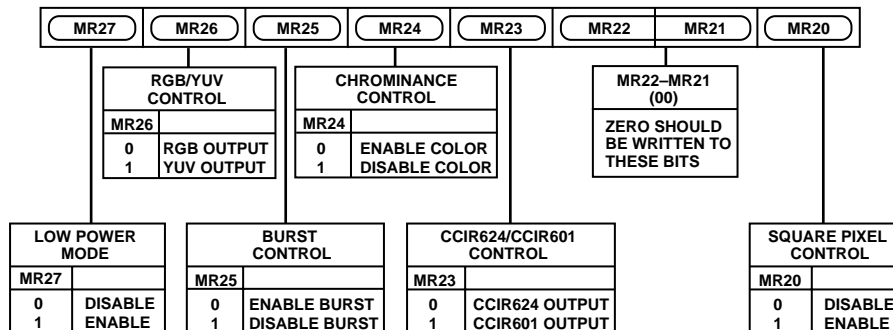 MR27 MR26 MR25 MR24 MR23 MR22 MR21 MR20
RGB/YUV
CONTROL
MR26
0 RGB OUTPUT
1 YUV OUTPUT
CHROMINANCE
CONTROL
MR24
0 ENABLE COLOR
1 DISABLE COLOR
MR22–MR21
(00)
ZERO SHOULD
BE WRITTEN TO
THESE BITS
LOW POWER
MODE
MR27
0 DISABLE
1 ENABLE
BURST
CONTROL
MR25
0 ENABLE BURST
1 DISABLE BURST
CCIR624/CCIR601
CONTROL
MR23
0 CCIR624 OUTPUT
1 CCIR601 OUTPUT
SQUARE PIXEL
CONTROL
MR20
0 DISABLE
1 ENABLE